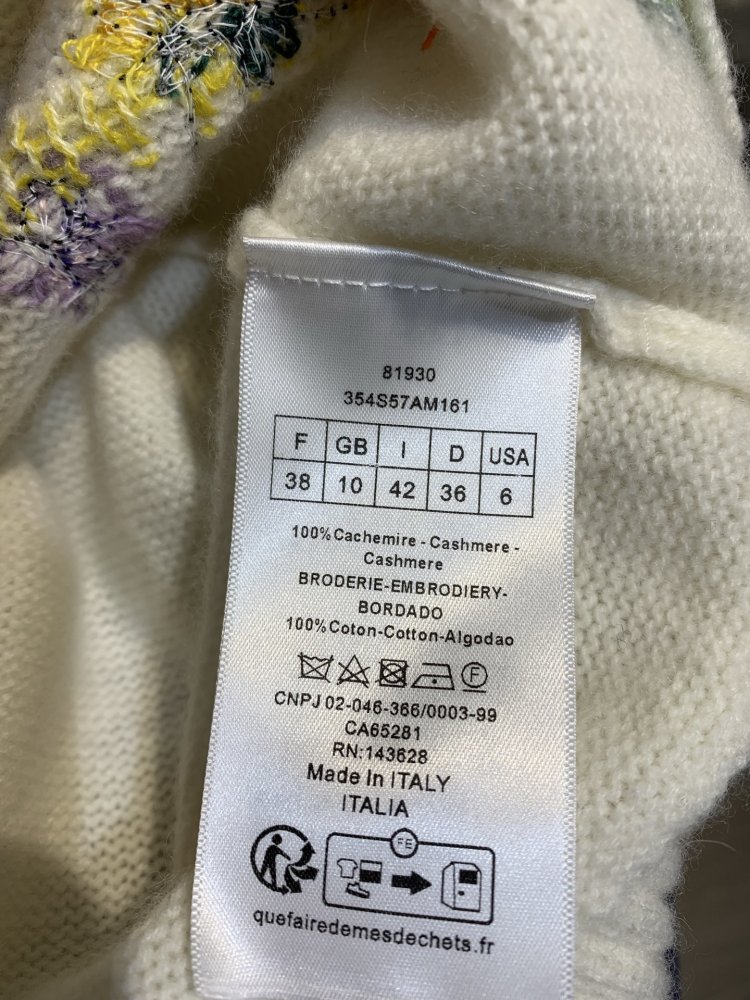 81930
354S57AM161
F GB I D USA
38 10 42 36 6
100%Cachemire - Cashmere -
Cashmere
BRODERIE-EMBRODIERY-
BORDADO
100%Coton-Cotton-Algodao
F
CNPJ 02-046-366/0003-99
CA65281
RN:143628
Made In ITALY
ITALIA
FE
quefairedemesdechets.fr